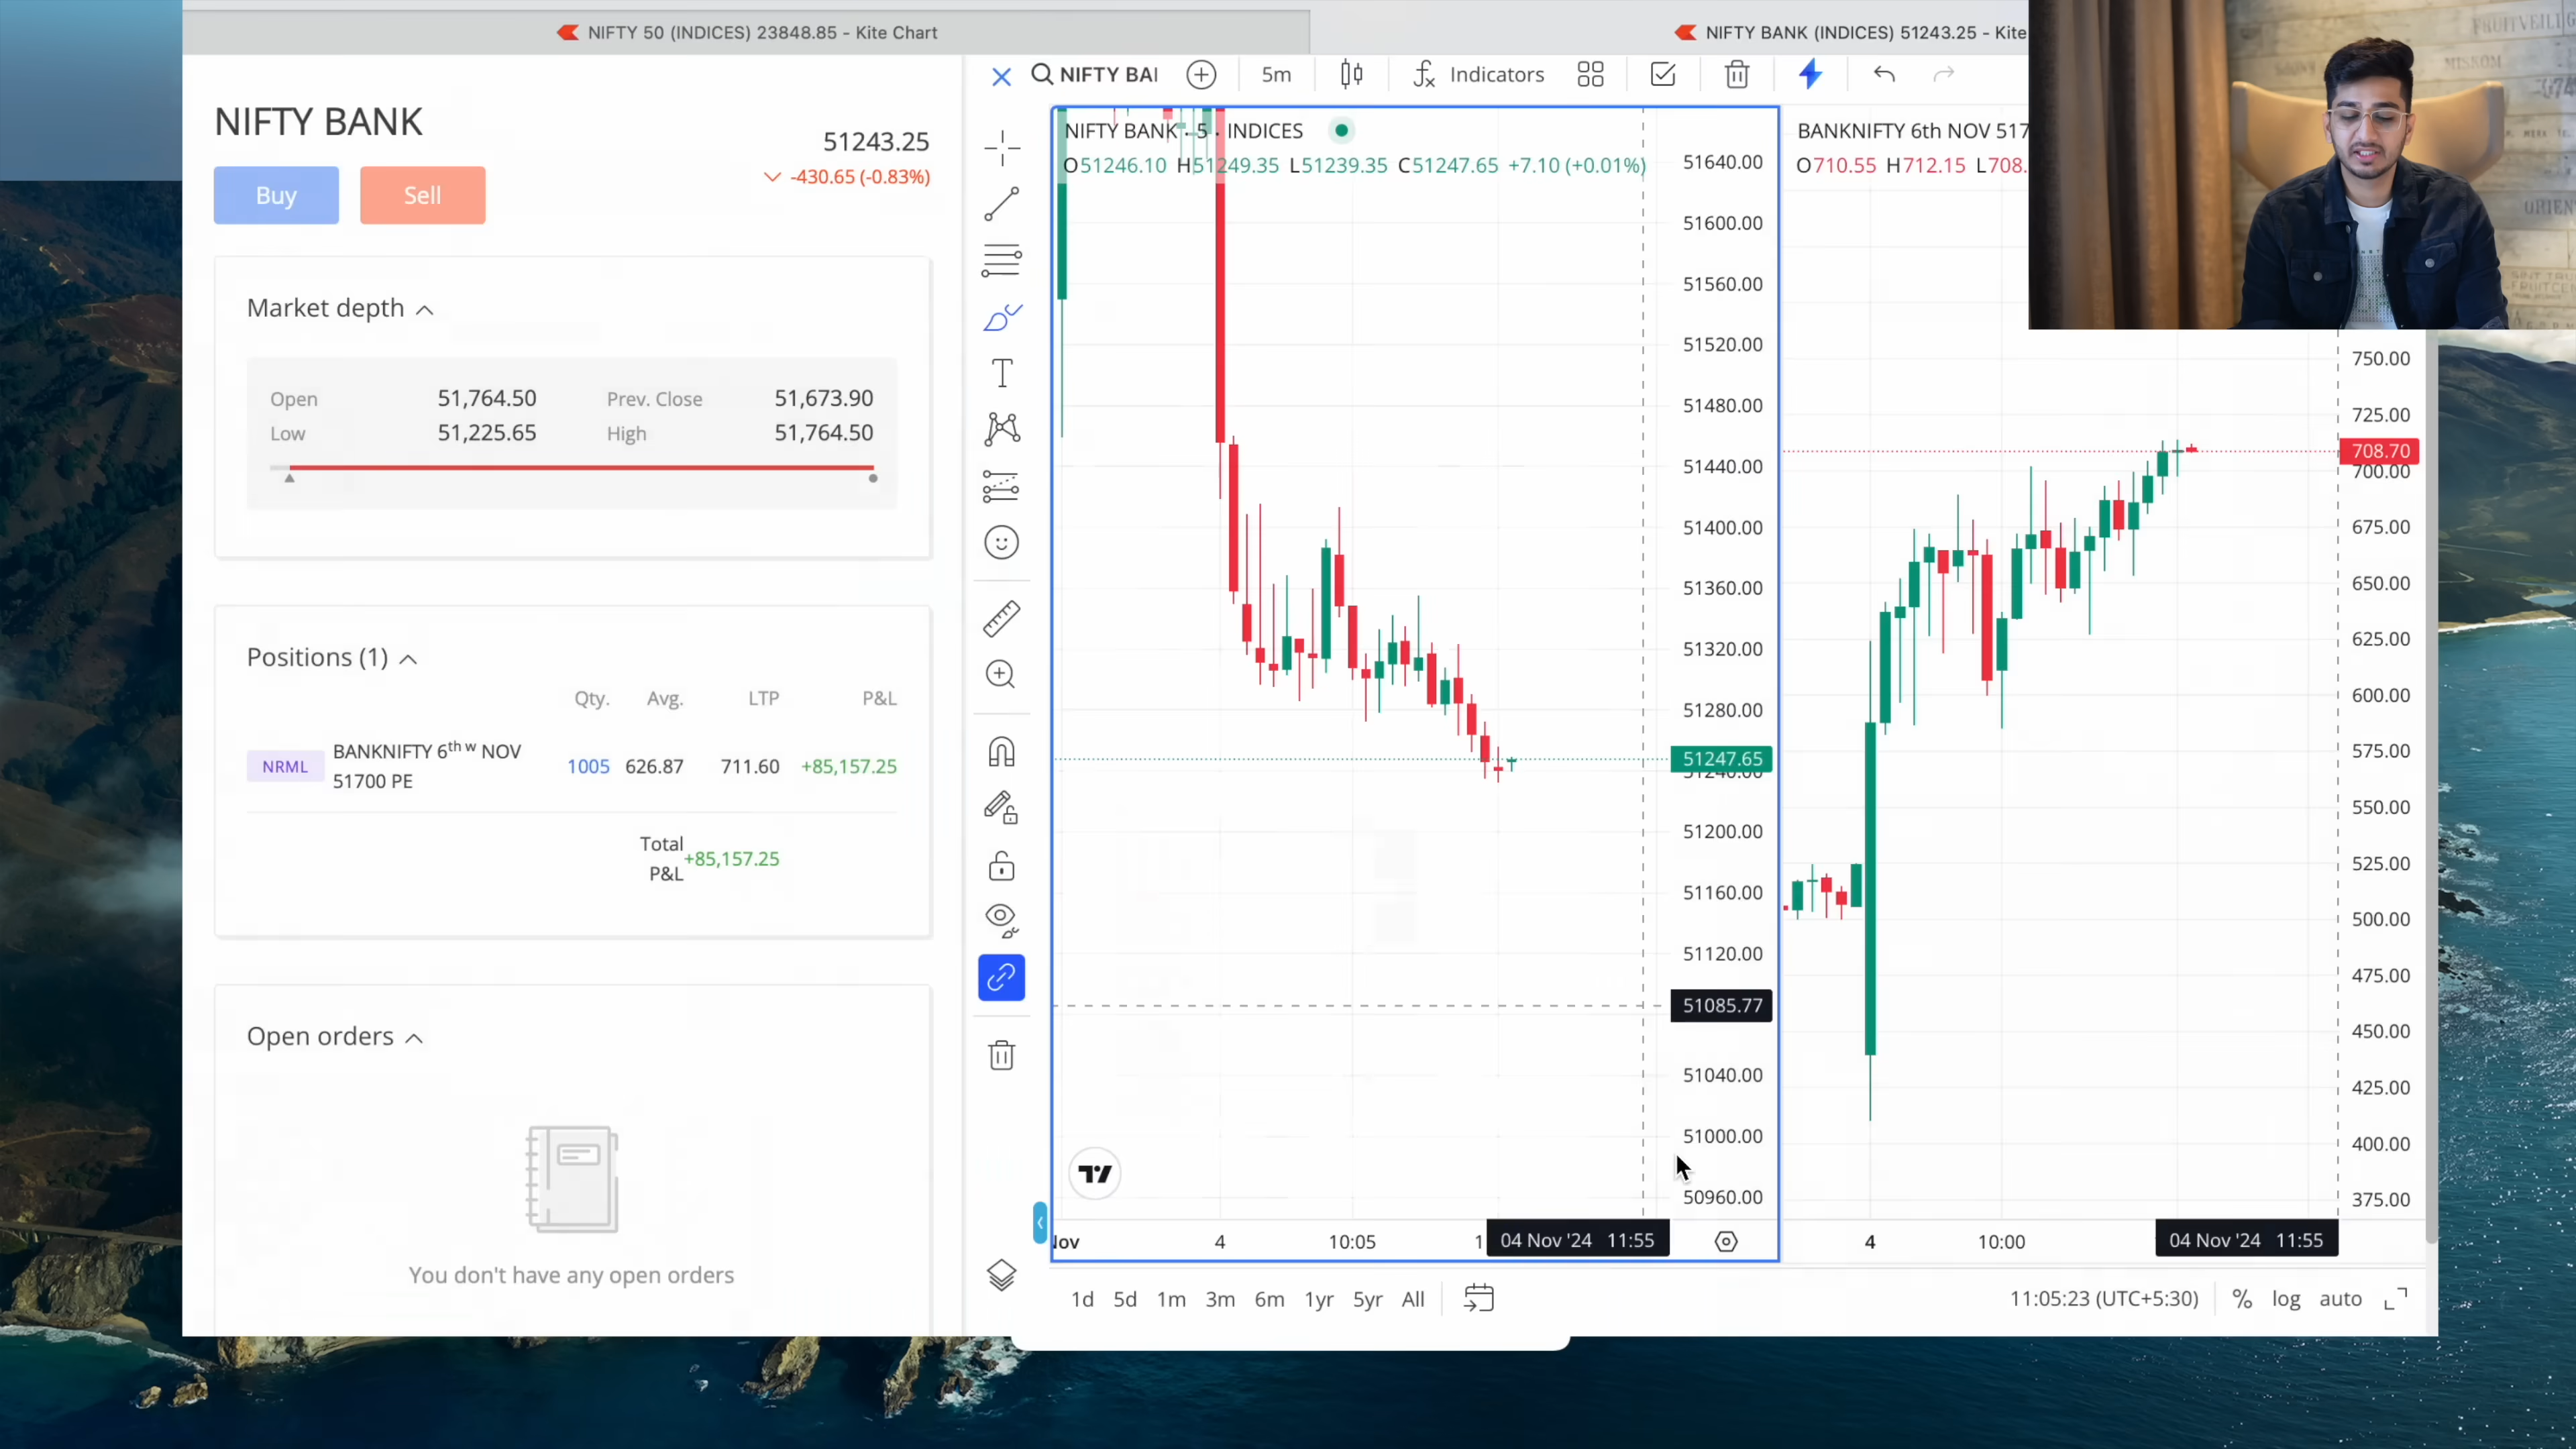 NIFTY 50 (INDICES) 23848.85 - Kite Chart
NIFTY BANK (INDICES) 51243.25 - Kite
NIFTY BANK
51243.25
-430.65 (-0.83%)
Buy
Sell
Market depth
Open 51,764.50 Prev. Close 51,673.90
Low 51,225.65 High 51,764.50
Positions (1)
Qty. Avg. LTP P&L
NRML
BANKNIFTY 6th w NOV
51700 PE
1005 626.87 711.60 +85,157.25
Total
P&L
+85,157.25
Open orders
You don't have any open orders
NIFTY BAI
5m
Indicators
NIFTY BANK · 5 · INDICES
O51246.10 H51249.35 L51239.35 C51247.65 +7.10 (+0.01%)
51640.00
51600.00
51560.00
51520.00
51480.00
51440.00
51400.00
51360.00
51320.00
51280.00
51247.65
51240.00
51200.00
51160.00
51120.00
51085.77
51040.00
51000.00
50960.00
Nov 4 10:05 1 04 Nov '24 11:55
BANKNIFTY 6th NOV 517
O710.55 H712.15 L708.
750.00
725.00
708.70
700.00
675.00
650.00
625.00
600.00
575.00
550.00
525.00
500.00
475.00
450.00
425.00
400.00
375.00
4 10:00 04 Nov '24 11:55
1d 5d 1m 3m 6m 1yr 5yr All
11:05:23 (UTC+5:30) % log auto